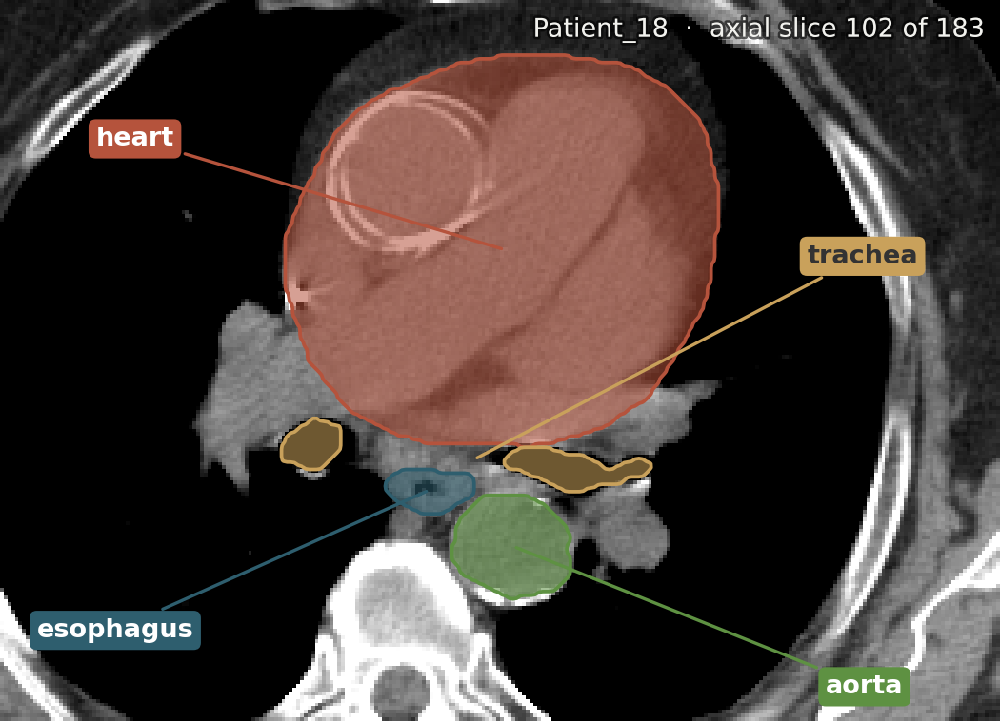 Patient_18 · axial slice 102 of 183
heart
trachea
esophagus
aorta